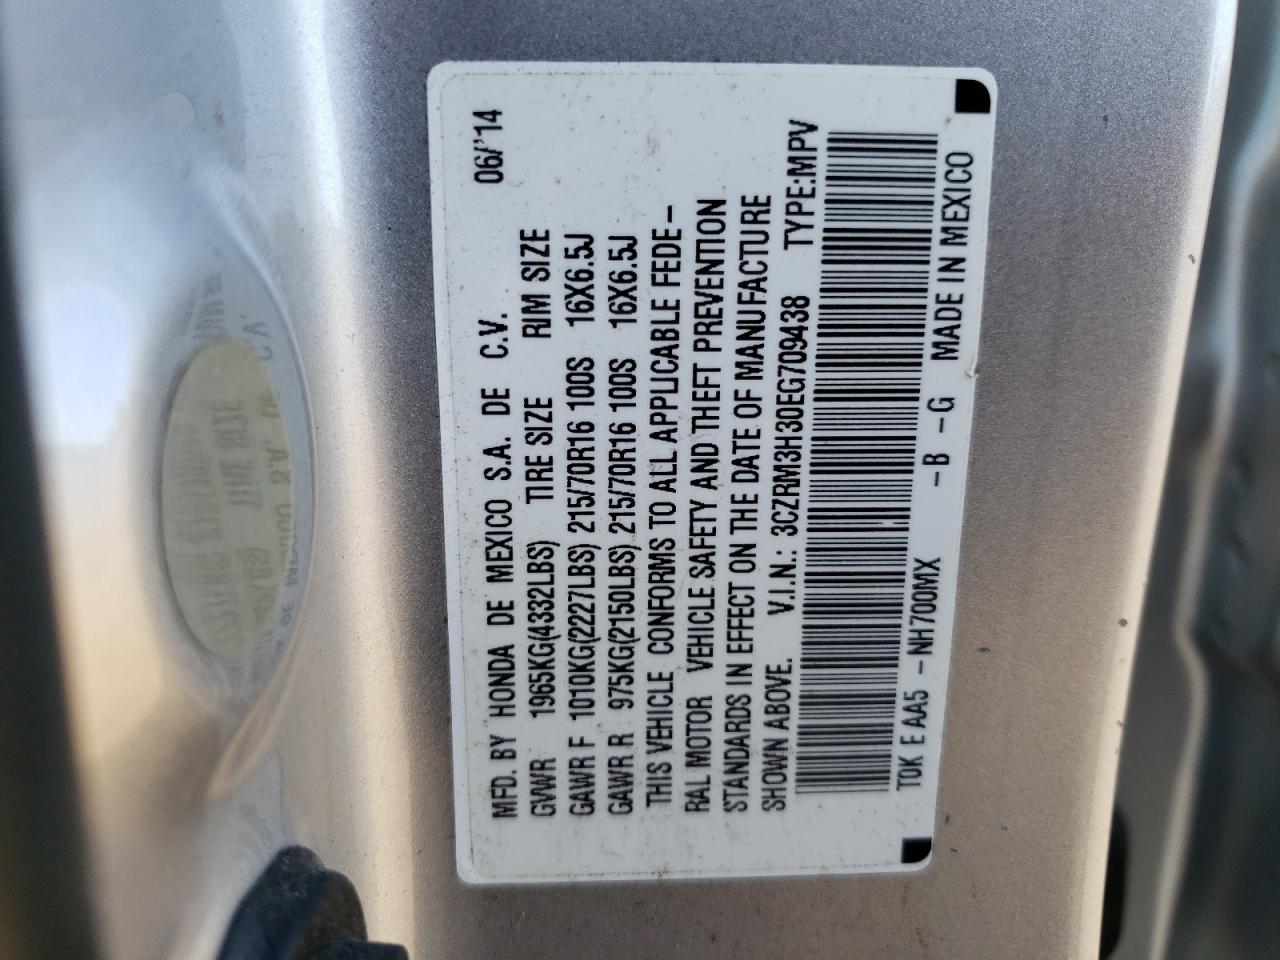 MFD. BY HONDA DE MEXICO S.A. DE C.V. 06/'14
GVWR 1965KG(4332LBS) TIRE SIZE RIM SIZE
GAWR F 1010KG(2227LBS) 215/70R16 100S 16X6.5J
GAWR R 975KG(2150LBS) 215/70R16 100S 16X6.5J
THIS VEHICLE CONFORMS TO ALL APPLICABLE FEDE-
RAL MOTOR VEHICLE SAFETY AND THEFT PREVENTION
STANDARDS IN EFFECT ON THE DATE OF MANUFACTURE
SHOWN ABOVE. V.I.N.: 3CZRM3H30EG709438 TYPE:MPV
T0K E AA5 -NH700MX -B -G MADE IN MEXICO